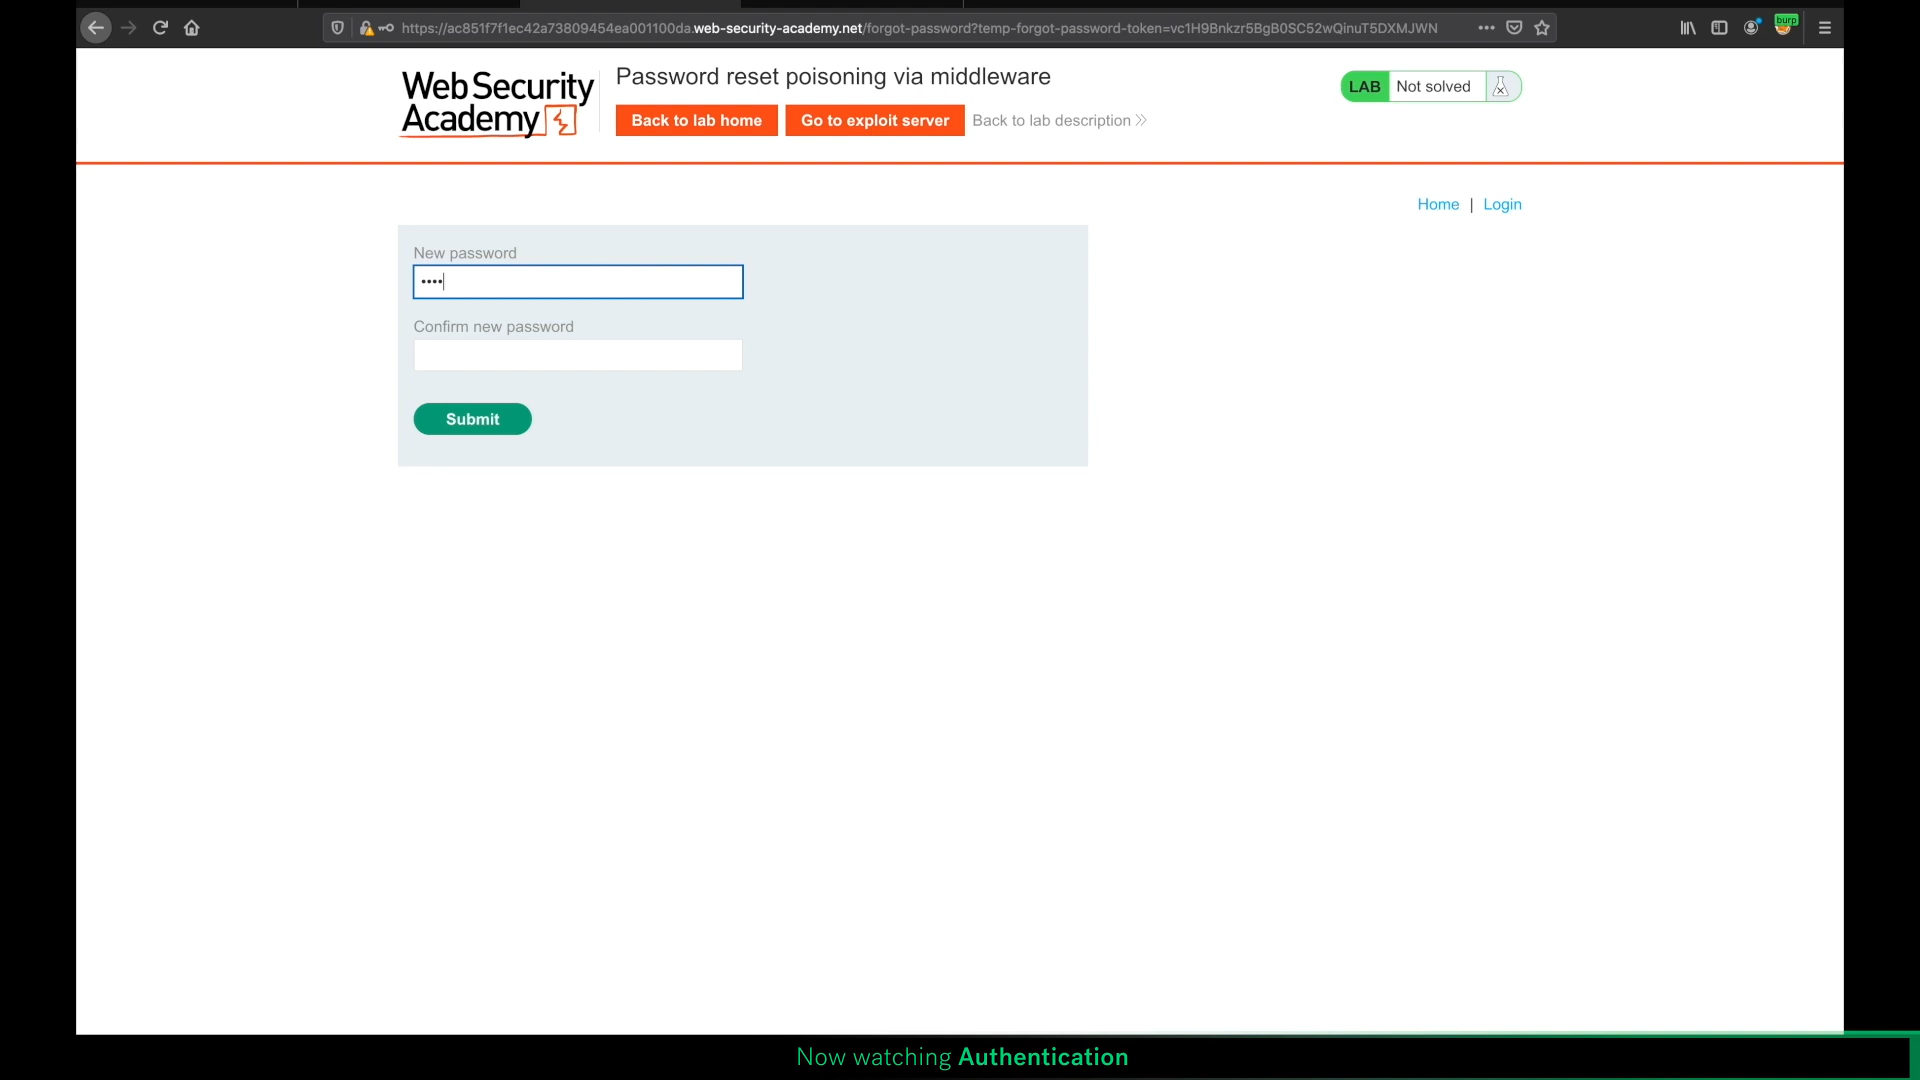 https://ac851f7f1ec42a73809454ea001100da.web-security-academy.net/forgot-password?temp-forgot-password-token=vc1H9Bnkzr5BgB0SC52wQinuT5DXMJWN
burp
Web Security
Academy
Password reset poisoning via middleware
Back to lab home
Go to exploit server
Back to lab description
LAB
Not solved
Home | Login
New password
••••
Confirm new password
Submit
Now watching Authentication